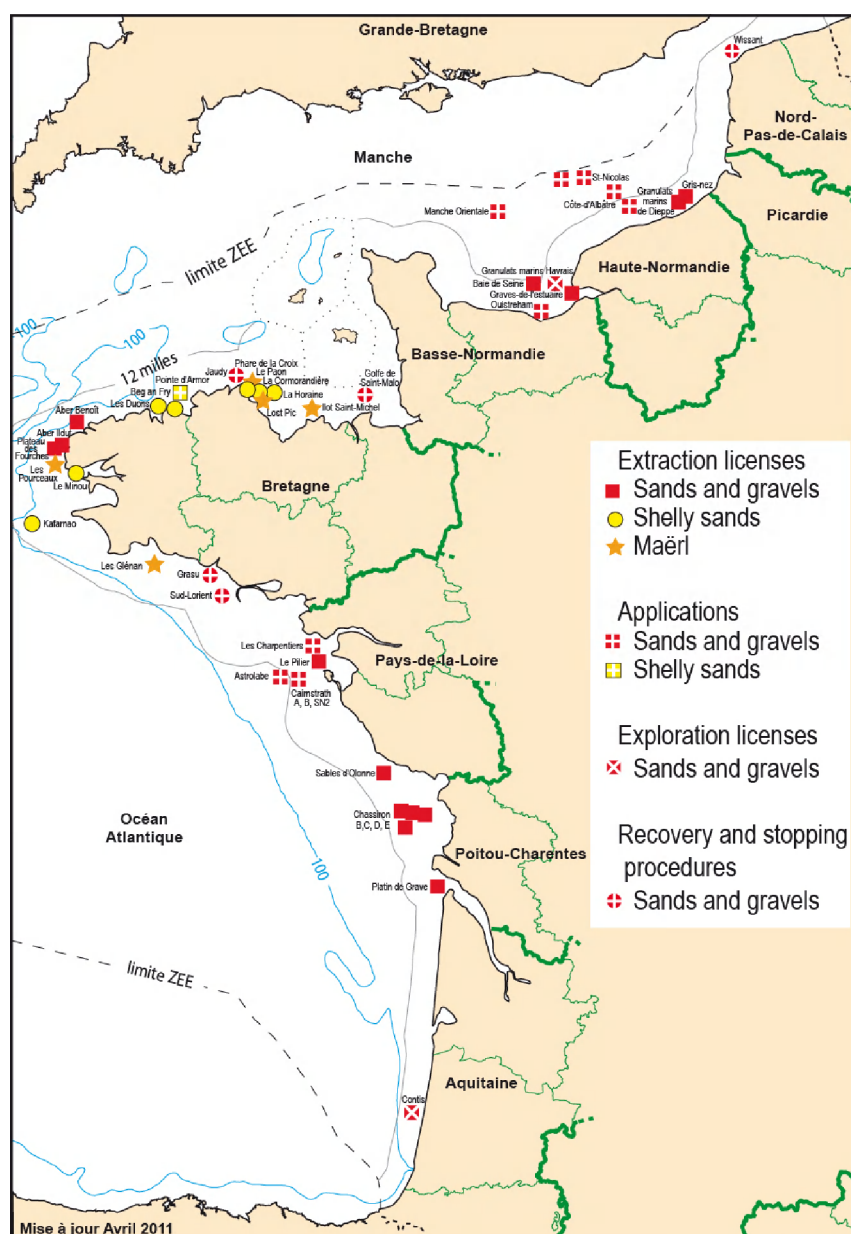 Grande-Bretagne
Wissant
Nord-
Pas-de-Calais
Manche
St-Nicolas
Gris-nez
Granulats
marins
de Dieppe
Côte-d'Albâtre
Manche Orientale
Picardie
limite ZEE
Granulats marins Havrais
Baie de Seine
Graves-de-l'estuaire
Ouistreham
Haute-Normandie
Basse-Normandie
100
100
12 milles
Phare de la Croix
Le Paon
La Cormorandière
Jaudy
La Horaine
Lost Pic
Golfe de
Saint-Malo
Ilot Saint-Michel
Pointe d'Armor
Beg an Fry
Les Duons
Aber Benoît
Aber Ildut
Plateau
des
Fourches
Les
Pourceaux
Le Minou
Kafarnao
Bretagne
Les Glénan
Grasu
Sud-Lorient
Les Charpentiers
Le Pilier
Astrolabe
Cairnstrath
A, B, SN2
Pays-de-la-Loire
Sables d'Olonne
Chassiron
B,C, D, E
Océan
Atlantique
100
Poitou-Charentes
Platin de Grave
limite ZEE
Aquitaine
Contis
Mise à jour Avril 2011
Extraction licenses
Sands and gravels
Shelly sands
Maërl
Applications
Sands and gravels
Shelly sands
Exploration licenses
Sands and gravels
Recovery and stopping
procedures
Sands and gravels